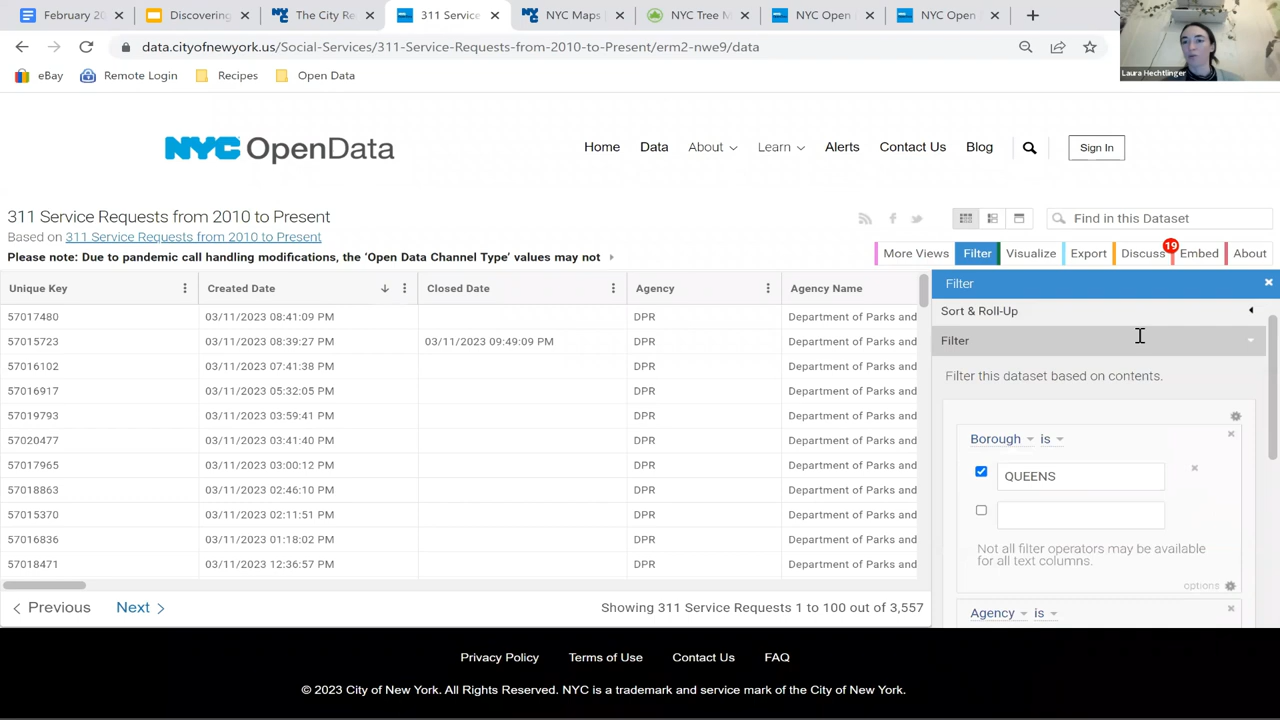 February 20
Discovering
The City Re
311 Service
NYC Maps
NYC Tree M
NYC Open
NYC Open
data.cityofnewyork.us/Social-Services/311-Service-Requests-from-2010-to-Present/erm2-nwe9/data
Laura Hechtlinger
eBay
Remote Login
Recipes
Open Data
NYC OpenData
Home
Data
About
Learn
Alerts
Contact Us
Blog
Sign In
311 Service Requests from 2010 to Present
Based on 311 Service Requests from 2010 to Present
Find in this Dataset
Please note: Due to pandemic call handling modifications, the 'Open Data Channel Type' values may not
More Views
Filter
Visualize
Export
Discuss
19
Embed
About
Unique Key Created Date Closed Date Agency Agency Name
57017480 03/11/2023 08:41:09 PM DPR Department of Parks and
57015723 03/11/2023 08:39:27 PM 03/11/2023 09:49:09 PM DPR Department of Parks and
57016102 03/11/2023 07:41:38 PM DPR Department of Parks and
57016917 03/11/2023 05:32:05 PM DPR Department of Parks and
57019793 03/11/2023 03:59:41 PM DPR Department of Parks and
57020477 03/11/2023 03:41:40 PM DPR Department of Parks and
57017965 03/11/2023 03:00:12 PM DPR Department of Parks and
57018863 03/11/2023 02:46:10 PM DPR Department of Parks and
57015370 03/11/2023 02:11:51 PM DPR Department of Parks and
57016836 03/11/2023 01:18:02 PM DPR Department of Parks and
57018471 03/11/2023 12:36:57 PM DPR Department of Parks and
Previous
Next
Showing 311 Service Requests 1 to 100 out of 3,557
Filter
Sort & Roll-Up
Filter
Filter this dataset based on contents.
Borough is
QUEENS
Not all filter operators may be available
for all text columns.
options
Agency is
Privacy Policy
Terms of Use
Contact Us
FAQ
© 2023 City of New York. All Rights Reserved. NYC is a trademark and service mark of the City of New York.